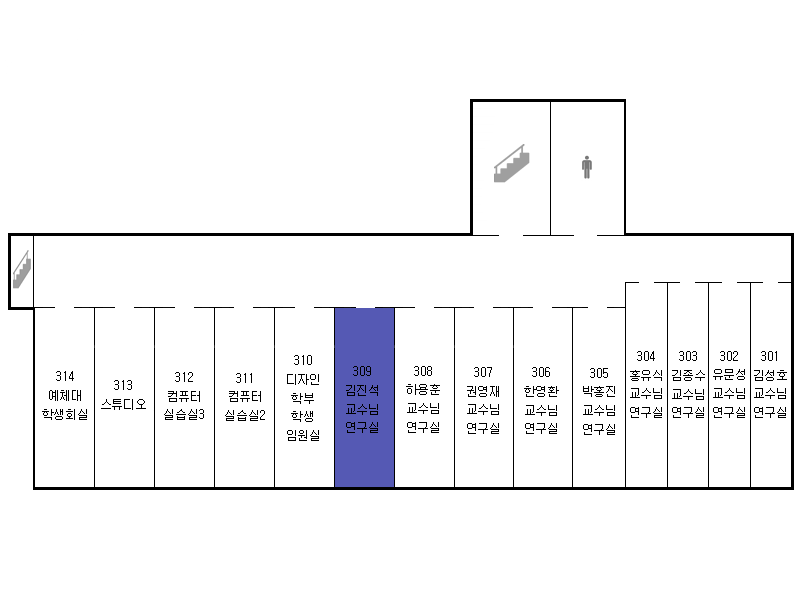 314
예체대
학생회실
313
스튜디오
312
컴퓨터
실습실3
311
컴퓨터
실습실2
310
디자인
학부
학생
임원실
309
김진석
교수님
연구실
308
하용훈
교수님
연구실
307
권영재
교수님
연구실
306
한영환
교수님
연구실
305
박홍진
교수님
연구실
304
홍유식
교수님
연구실
303
김종수
교수님
연구실
302
유문성
교수님
연구실
301
김성호
교수님
연구실